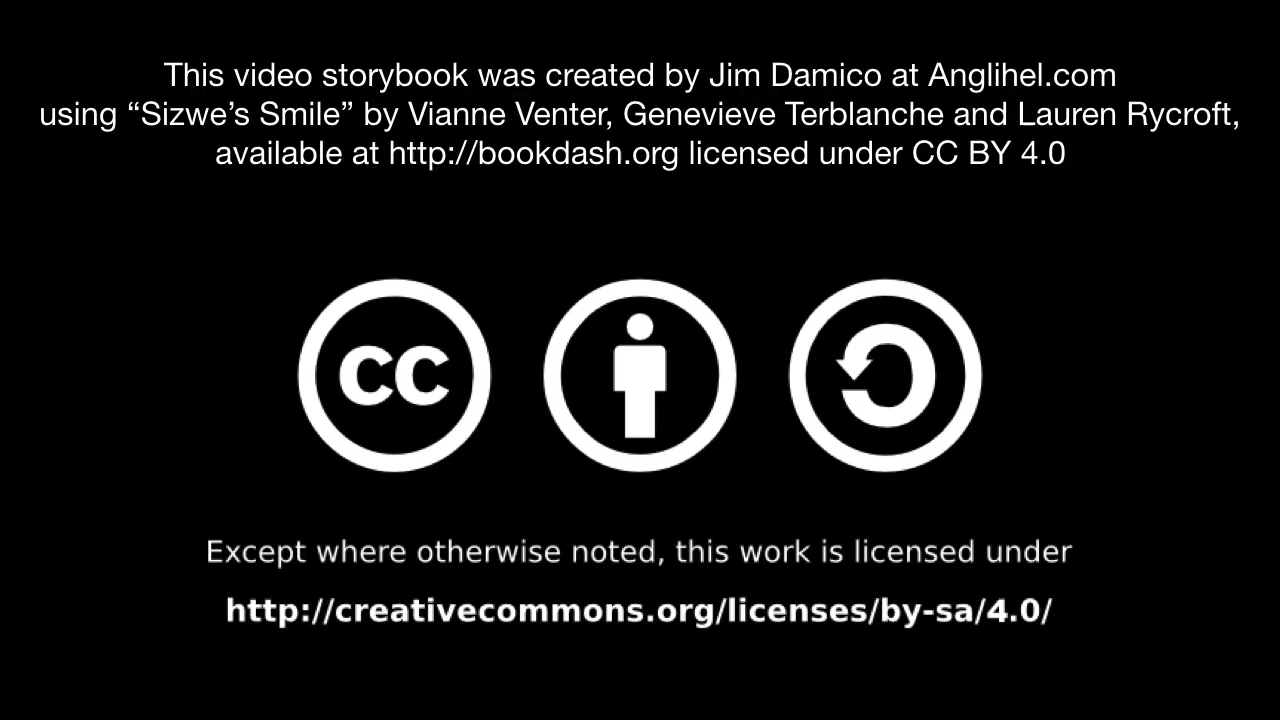 This video storybook was created by Jim Damico at Anglihel.com
using “Sizwe’s Smile” by Vianne Venter, Genevieve Terblanche and Lauren Rycroft,
available at http://bookdash.org licensed under CC BY 4.0
cc
Except where otherwise noted, this work is licensed under
http://creativecommons.org/licenses/by-sa/4.0/